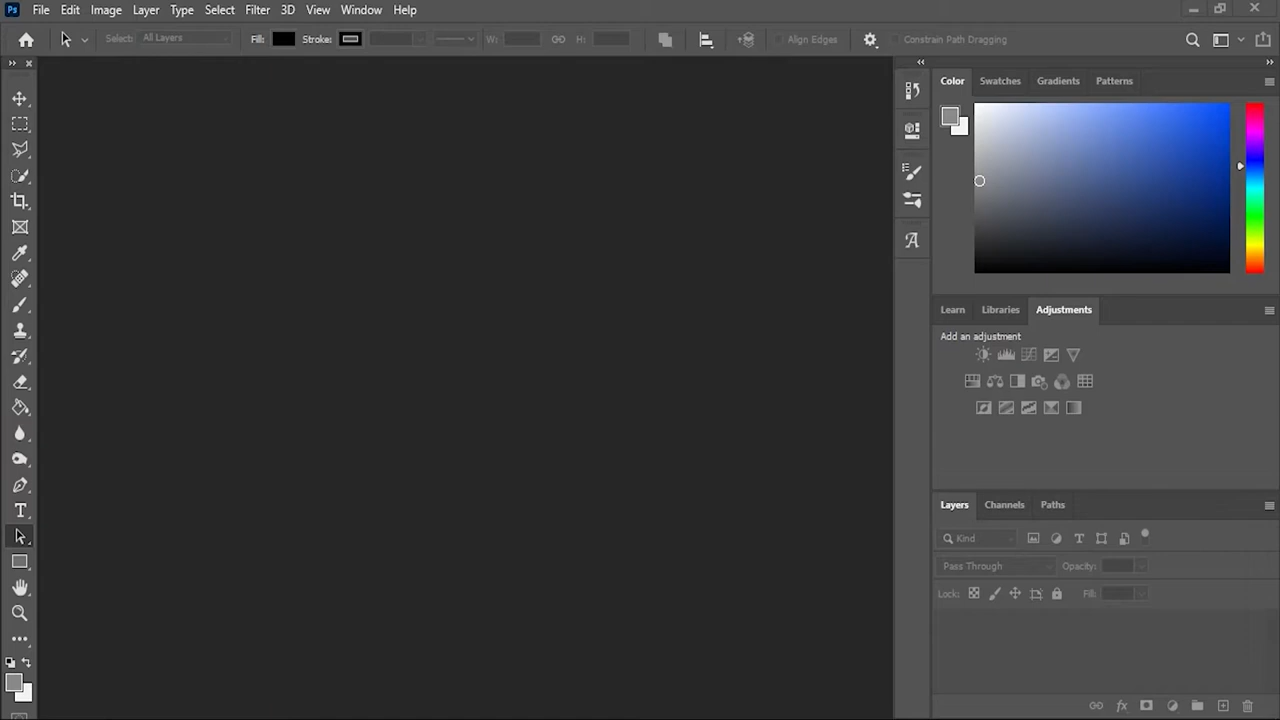 Ps File Edit Image Layer Type Select Filter 3D View Window Help
Select: All Layers Fill: Stroke: W: H: Align Edges Constrain Path Dragging
Color Swatches Gradients Patterns
Learn Libraries Adjustments
Add an adjustment
Layers Channels Paths
Kind
Pass Through Opacity:
Lock: Fill: